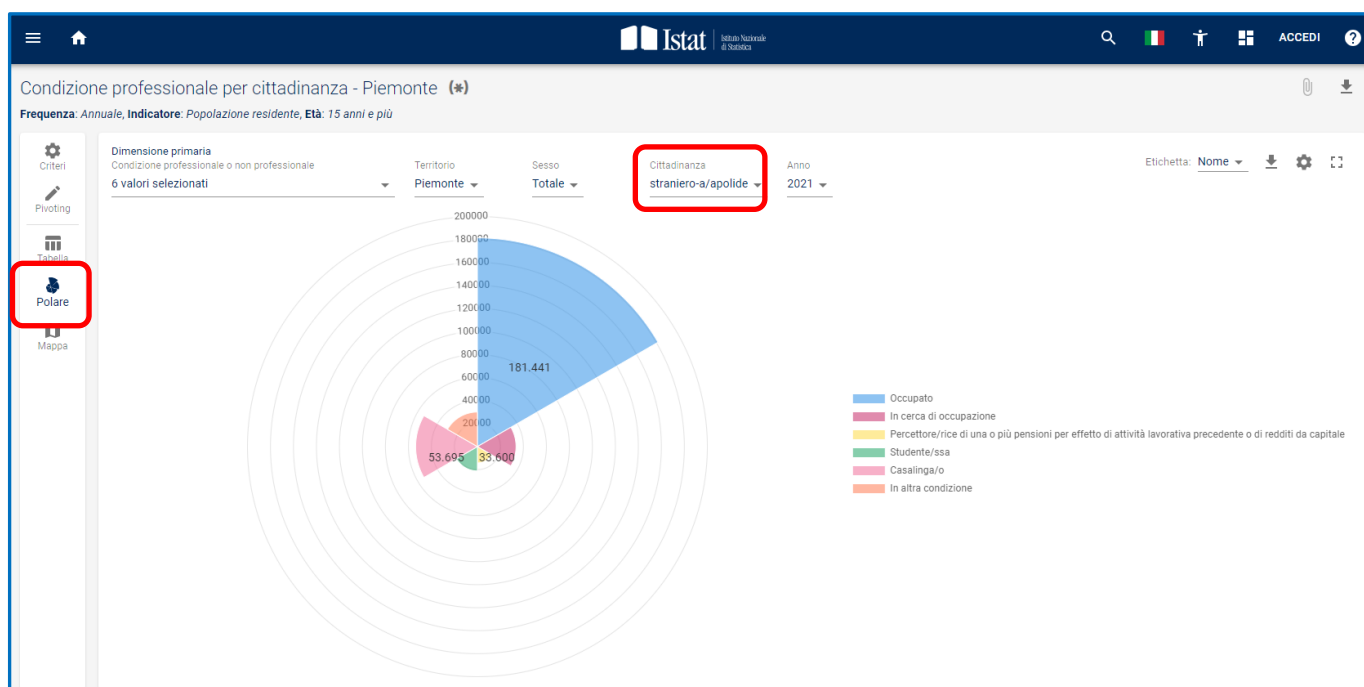 Istat Istituto Nazionale di Statistica
ACCEDI
Condizione professionale per cittadinanza - Piemonte (*)
Frequenza: Annuale, Indicatore: Popolazione residente, Età: 15 anni e più
Criteri
Pivoting
Tabella
Polare
Mappa
Dimensione primaria
Condizione professionale o non professionale
6 valori selezionati
Territorio
Piemonte
Sesso
Totale
Cittadinanza
straniero-a/apolide
Anno
2021
Etichetta: Nome
200000
180000
160000
140000
120000
100000
80000
60000
40000
20000
181.441
53.695
33.600
Occupato
In cerca di occupazione
Percettore/rice di una o più pensioni per effetto di attività lavorativa precedente o di redditi da capitale
Studente/ssa
Casalinga/o
In altra condizione